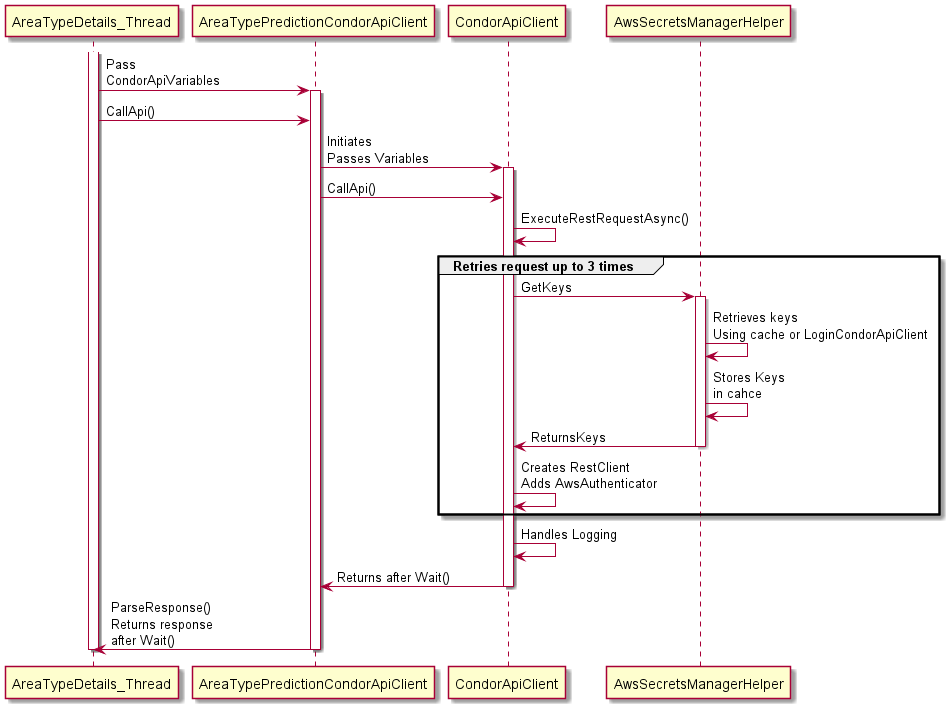 AreaTypeDetails_Thread
AreaTypePredictionCondorApiClient
CondorApiClient
AwsSecretsManagerHelper
Pass
CondorApiVariables
CallApi()
Initiates
Passes Variables
CallApi()
ExecuteRestRequestAsync()
Retries request up to 3 times
GetKeys
Retrieves keys
Using cache or LoginCondorApiClient
Stores Keys
in cahce
ReturnsKeys
Creates RestClient
Adds AwsAuthenticator
Handles Logging
Returns after Wait()
ParseResponse()
Returns response
after Wait()
AreaTypeDetails_Thread
AreaTypePredictionCondorApiClient
CondorApiClient
AwsSecretsManagerHelper